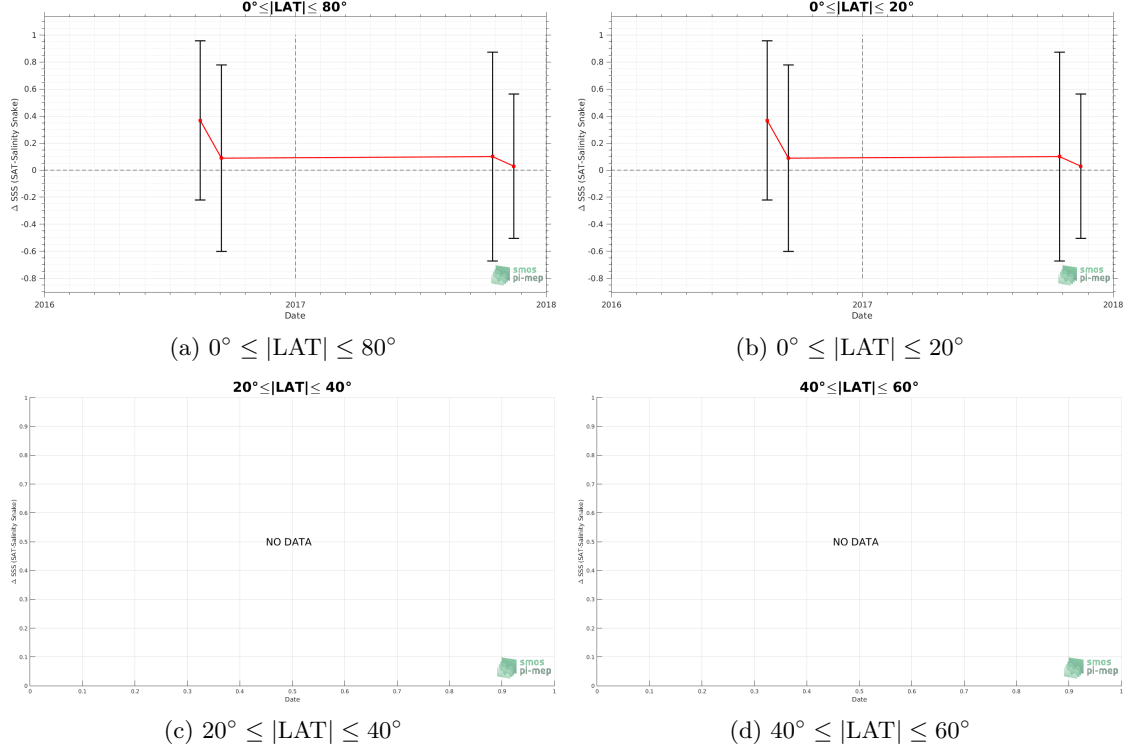 0°≤|LAT|≤ 80°
Δ SSS (SAT-Salinity Snake)
1
0.8
0.6
0.4
0.2
0
-0.2
-0.4
-0.6
-0.8
2016
2017
2018
Date
smos
pi-mep
(a) 0° ≤ |LAT| ≤ 80°
0°≤|LAT|≤ 20°
Δ SSS (SAT-Salinity Snake)
1
0.8
0.6
0.4
0.2
0
-0.2
-0.4
-0.6
-0.8
2016
2017
2018
Date
smos
pi-mep
(b) 0° ≤ |LAT| ≤ 20°
20°≤|LAT|≤ 40°
Δ SSS (SAT-Salinity Snake)
1
0.9
0.8
0.7
0.6
0.5
0.4
0.3
0.2
0.1
0
NO DATA
0 0.1 0.2 0.3 0.4 0.5 0.6 0.7 0.8 0.9 1
Date
smos
pi-mep
(c) 20° ≤ |LAT| ≤ 40°
40°≤|LAT|≤ 60°
Δ SSS (SAT-Salinity Snake)
1
0.9
0.8
0.7
0.6
0.5
0.4
0.3
0.2
0.1
0
NO DATA
0 0.1 0.2 0.3 0.4 0.5 0.6 0.7 0.8 0.9 1
Date
smos
pi-mep
(d) 40° ≤ |LAT| ≤ 60°